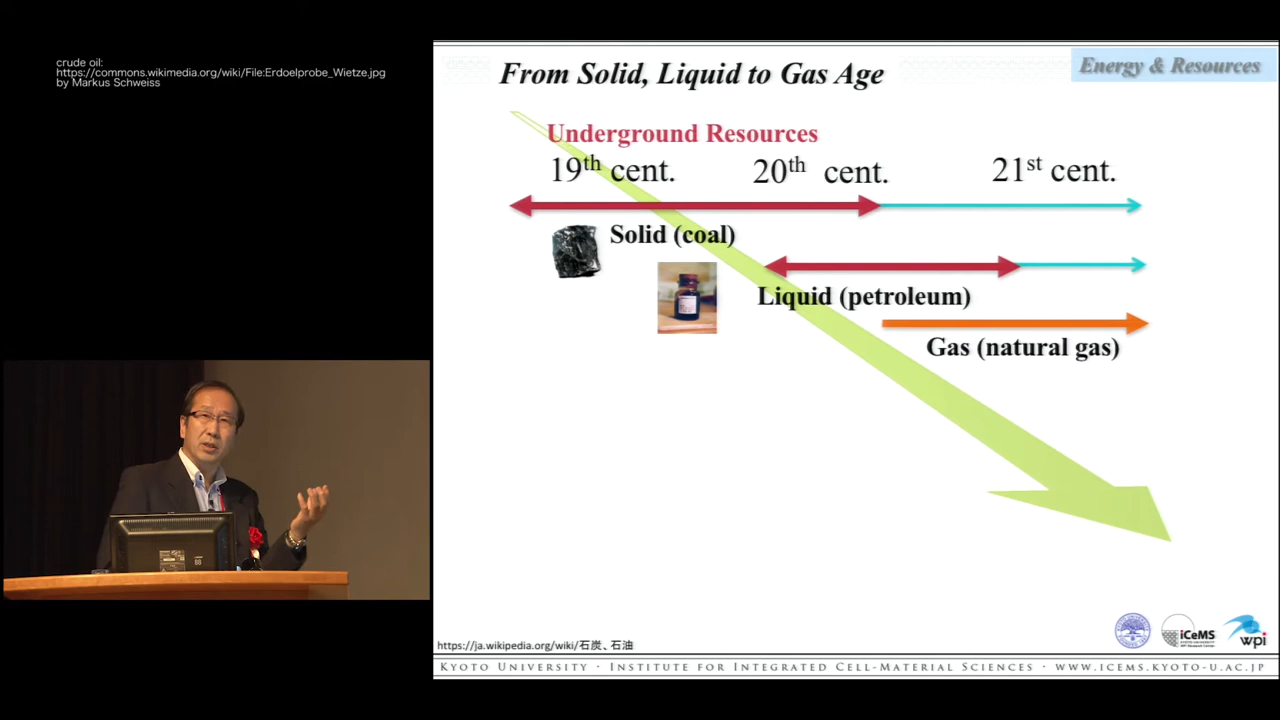 crude oil:
https://commons.wikimedia.org/wiki/File:Erdoelprobe_Wietze.jpg
by Markus Schweiss
From Solid, Liquid to Gas Age
Energy & Resources
Underground Resources
19th cent.
20th cent.
21st cent.
Solid (coal)
Liquid (petroleum)
Gas (natural gas)
https://ja.wikipedia.org/wiki/石炭、石油
iCeMS
wpi
KYOTO UNIVERSITY · INSTITUTE FOR INTEGRATED CELL-MATERIAL SCIENCES · WWW.ICEMS.KYOTO-U.AC.JP